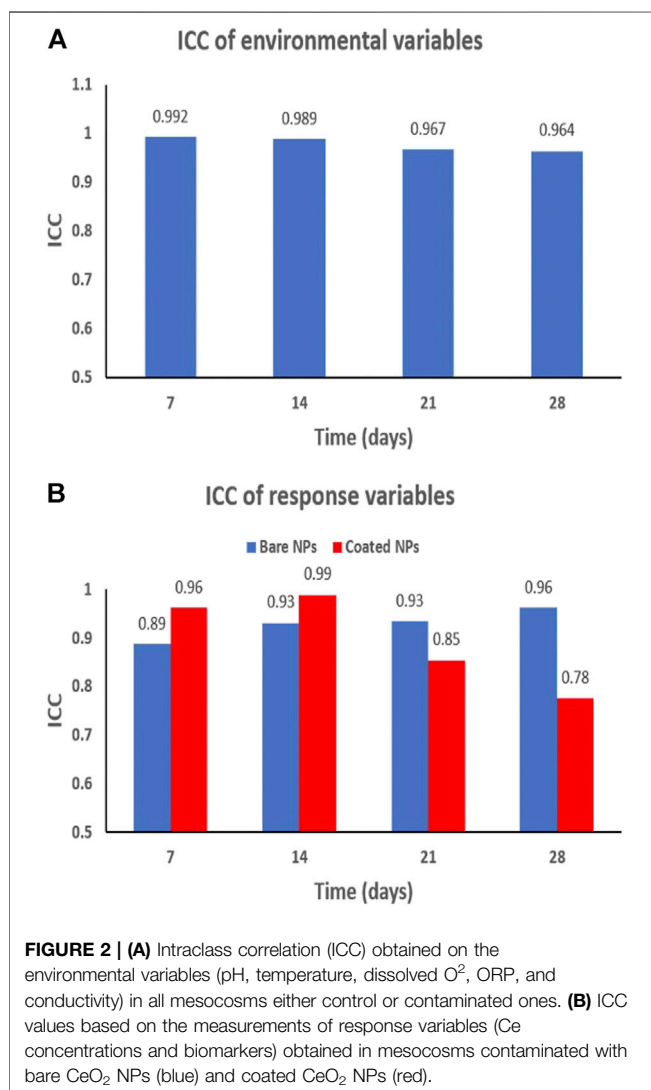 A
ICC of environmental variables
1.1
1
0.9
0.8
0.7
0.6
0.5
ICC
0.992
0.989
0.967
0.964
7 14 21 28
Time (days)
B
ICC of response variables
Bare NPs Coated NPs
1
0.9
0.8
0.7
0.6
0.5
ICC
0.89 0.96 0.93 0.99 0.93 0.85 0.96 0.78
7 14 21 28
Time (days)
FIGURE 2 | (A) Intraclass correlation (ICC) obtained on the
environmental variables (pH, temperature, dissolved O², ORP, and
conductivity) in all mesocosms either control or contaminated ones. (B) ICC
values based on the measurements of response variables (Ce
concentrations and biomarkers) obtained in mesocosms contaminated with
bare CeO₂ NPs (blue) and coated CeO₂ NPs (red).